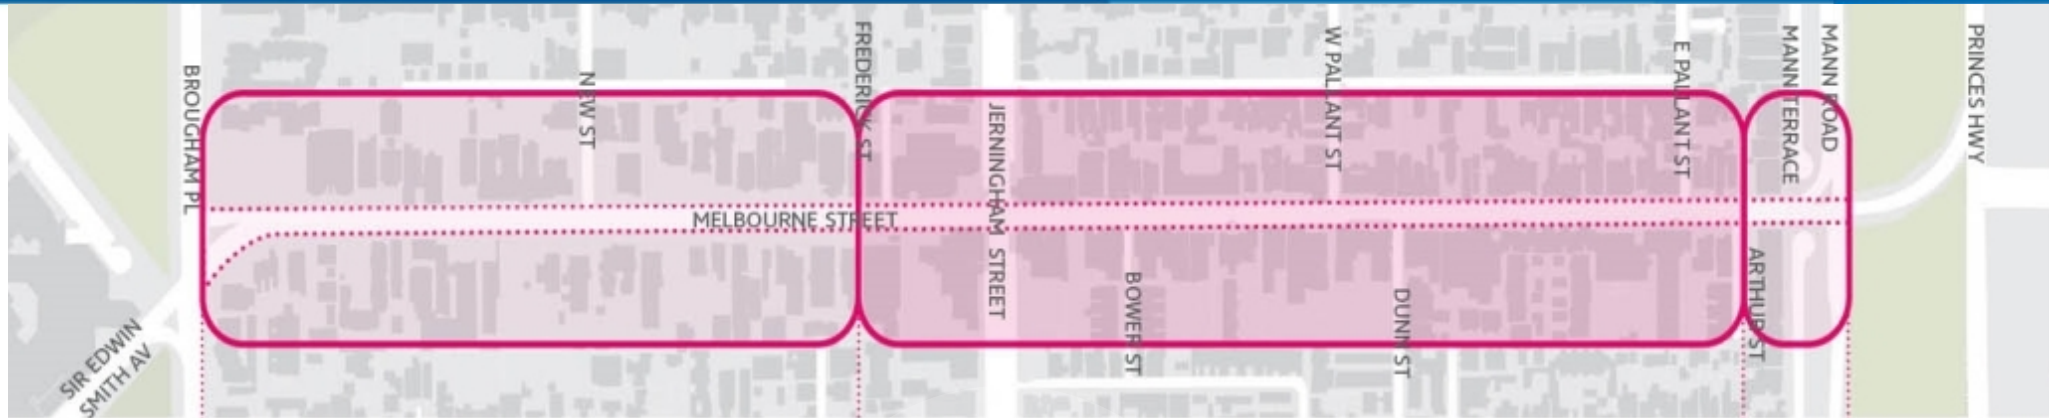 BROUGHAM PL
NEW ST
FREDERICK ST
JERNINGHAM STREET
W PALLANT ST
E PALLANT ST
MANN TERRACE
MANN ROAD
PRINCES HWY
MELBOURNE STREET
BOWER ST
DUNN ST
ARTHUR ST
SIR EDWIN
SMITH AV